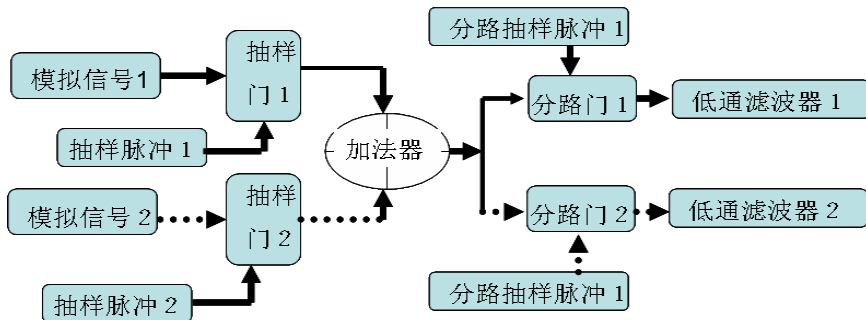 模拟信号1
抽样脉冲 1
抽样
门 1
模拟信号 2
抽样脉冲 2
抽样
门 2
加法器
分路抽样脉冲 1
分路门 1
低通滤波器 1
分路门 2
低通滤波器 2
分路抽样脉冲 1